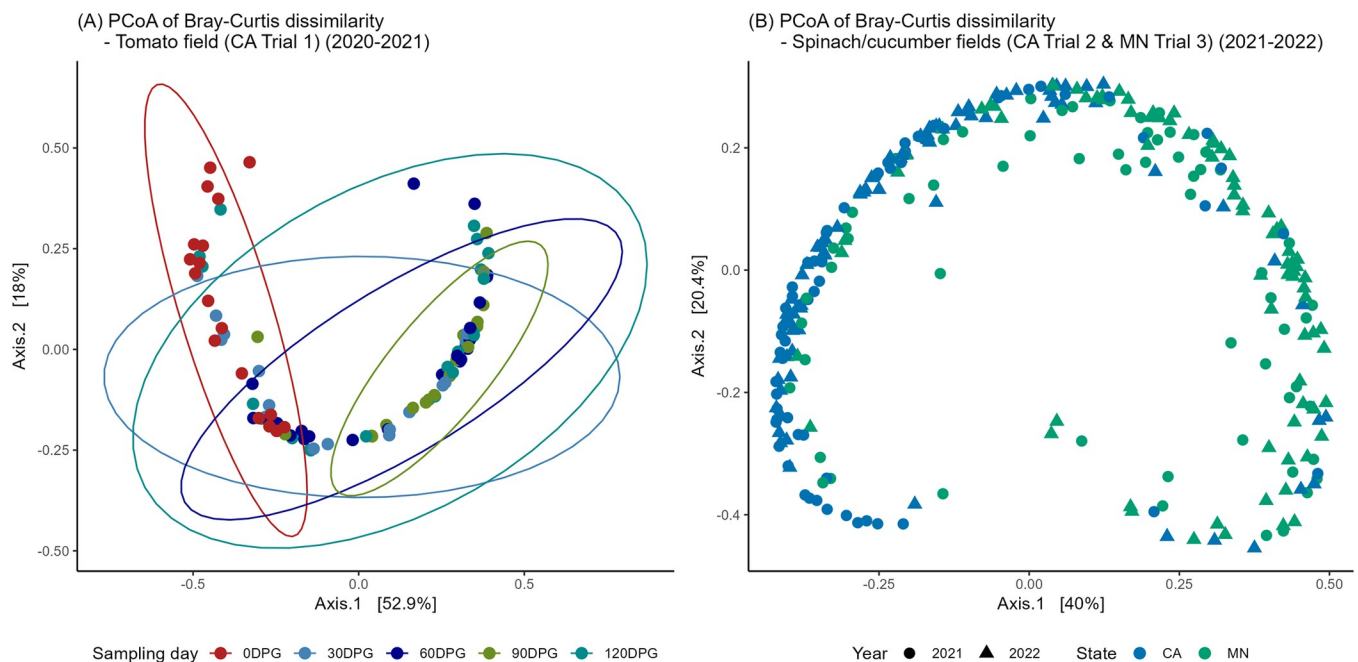 (A) PCoA of Bray-Curtis dissimilarity
- Tomato field (CA Trial 1) (2020-2021)
0.50
0.25
0.00
-0.25
-0.50
Axis.2 [18%]
-0.5
0.0
0.5
Axis.1 [52.9%]
Sampling day 0DPG 30DPG 60DPG 90DPG 120DPG
(B) PCoA of Bray-Curtis dissimilarity
- Spinach/cucumber fields (CA Trial 2 & MN Trial 3) (2021-2022)
0.2
0.0
-0.2
-0.4
Axis.2 [20.4%]
-0.25
0.00
0.25
0.50
Axis.1 [40%]
Year 2021 2022 State CA MN